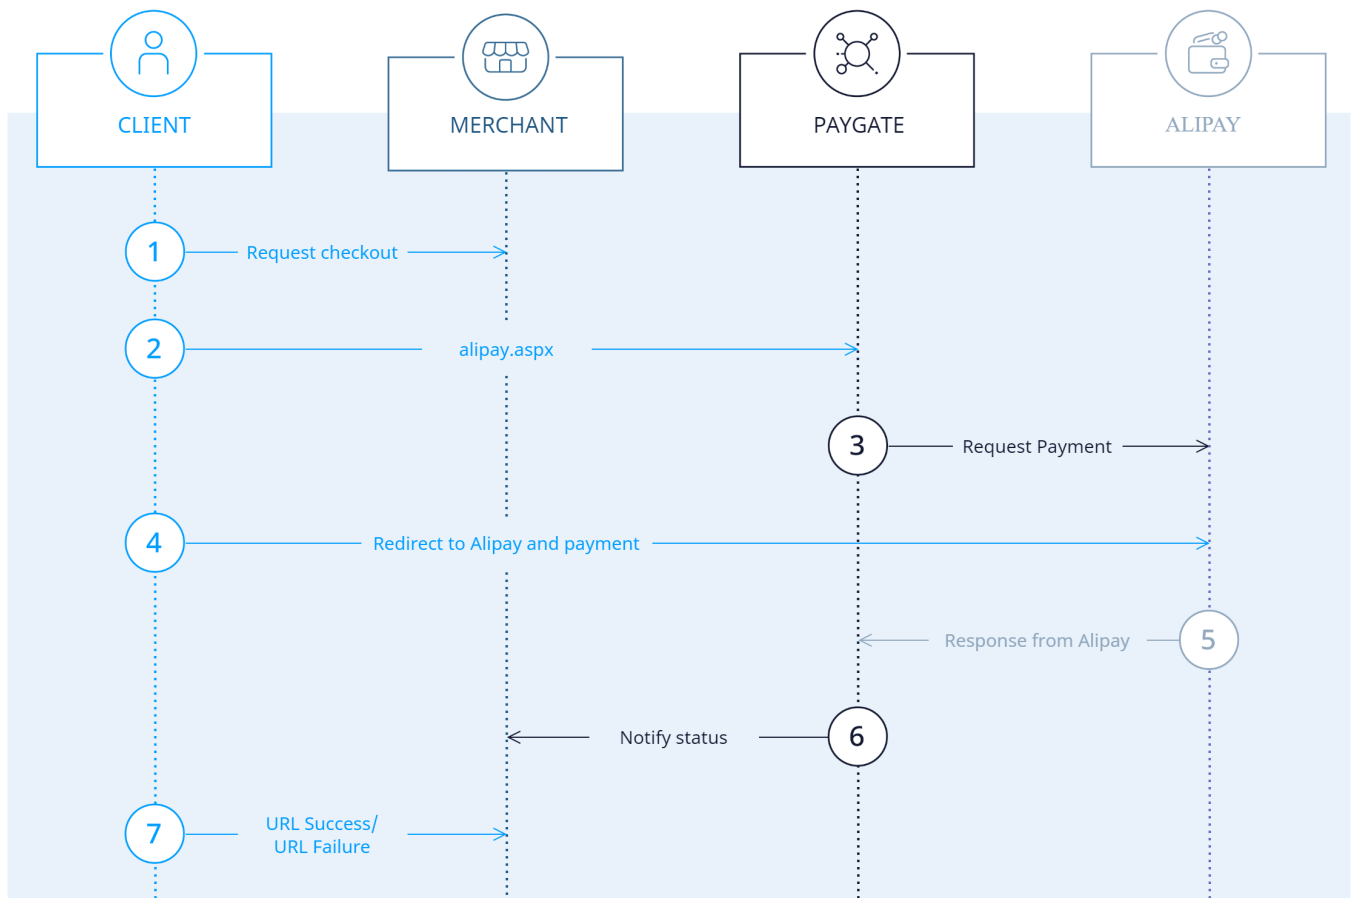 CLIENT
MERCHANT
PAYGATE
ALIPAY
1
Request checkout
2
alipay.aspx
3
Request Payment
4
Redirect to Alipay and payment
Response from Alipay
5
Notify status
6
7
URL Success/
URL Failure